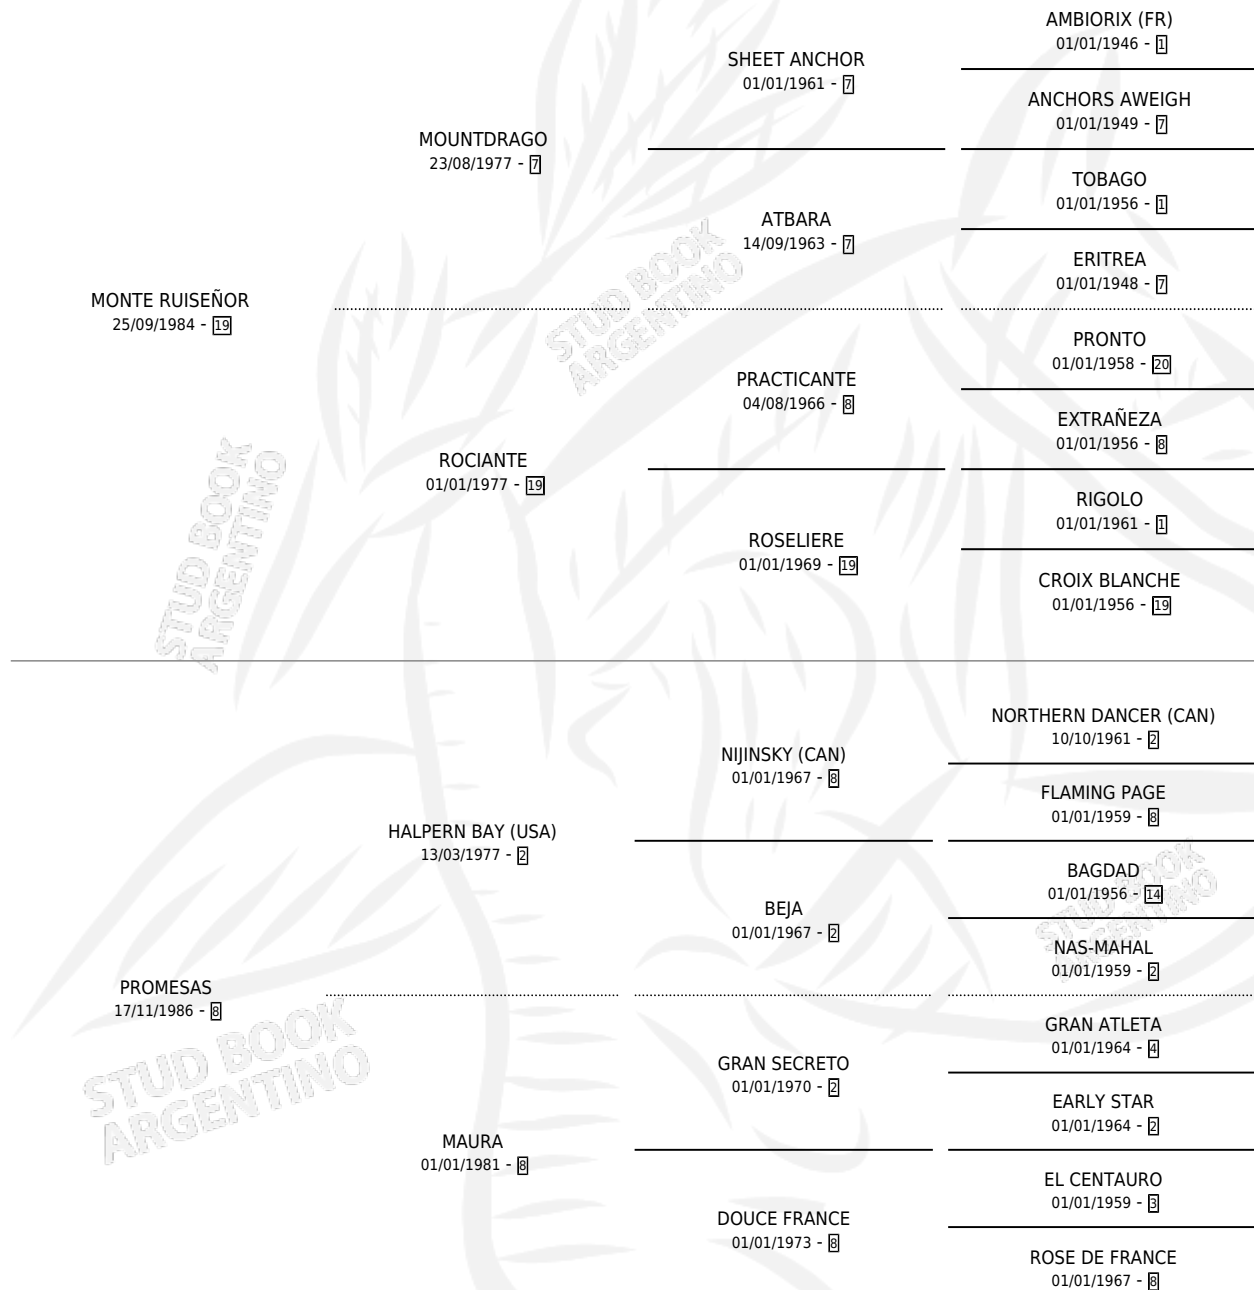 AMBIORIX (FR)
01/01/1946 - 1
SHEET ANCHOR
01/01/1961 - 7
ANCHORS AWEIGH
01/01/1949 - 7
MOUNTDRAGO
23/08/1977 - 7
TOBAGO
01/01/1956 - 1
ATBARA
14/09/1963 - 7
ERITREA
01/01/1948 - 7
MONTE RUISEÑOR
25/09/1984 - 19
PRONTO
01/01/1958 - 20
PRACTICANTE
04/08/1966 - 8
EXTRAÑEZA
01/01/1956 - 8
ROCIANTE
01/01/1977 - 19
RIGOLO
01/01/1961 - 1
ROSELIERE
01/01/1969 - 19
CROIX BLANCHE
01/01/1956 - 19
NORTHERN DANCER (CAN)
10/10/1961 - 2
NIJINSKY (CAN)
01/01/1967 - 8
FLAMING PAGE
01/01/1959 - 8
HALPERN BAY (USA)
13/03/1977 - 2
BAGDAD
01/01/1956 - 14
BEJA
01/01/1967 - 2
NAS-MAHAL
01/01/1959 - 2
PROMESAS
17/11/1986 - 8
GRAN ATLETA
01/01/1964 - 4
GRAN SECRETO
01/01/1970 - 2
EARLY STAR
01/01/1964 - 2
MAURA
01/01/1981 - 8
EL CENTAURO
01/01/1959 - 3
DOUCE FRANCE
01/01/1973 - 8
ROSE DE FRANCE
01/01/1967 - 8
STUD BOOK
ARGENTINO
STUD BOOK
ARGENTINO
STUD BOOK
ARGENTINO
STUD BOOK
ARGENTINO